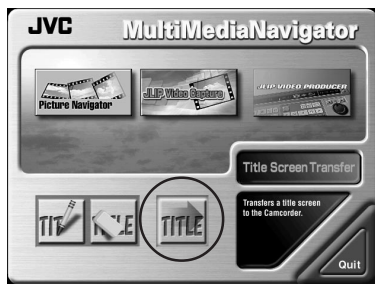 JVC MultiMediaNavigator
Picture Navigator
JLIP Video Capture
JLIP VIDEO PRODUCER
Title Screen Transfer
Transfers a title screen
to the Camcorder.
TITLE
Quit